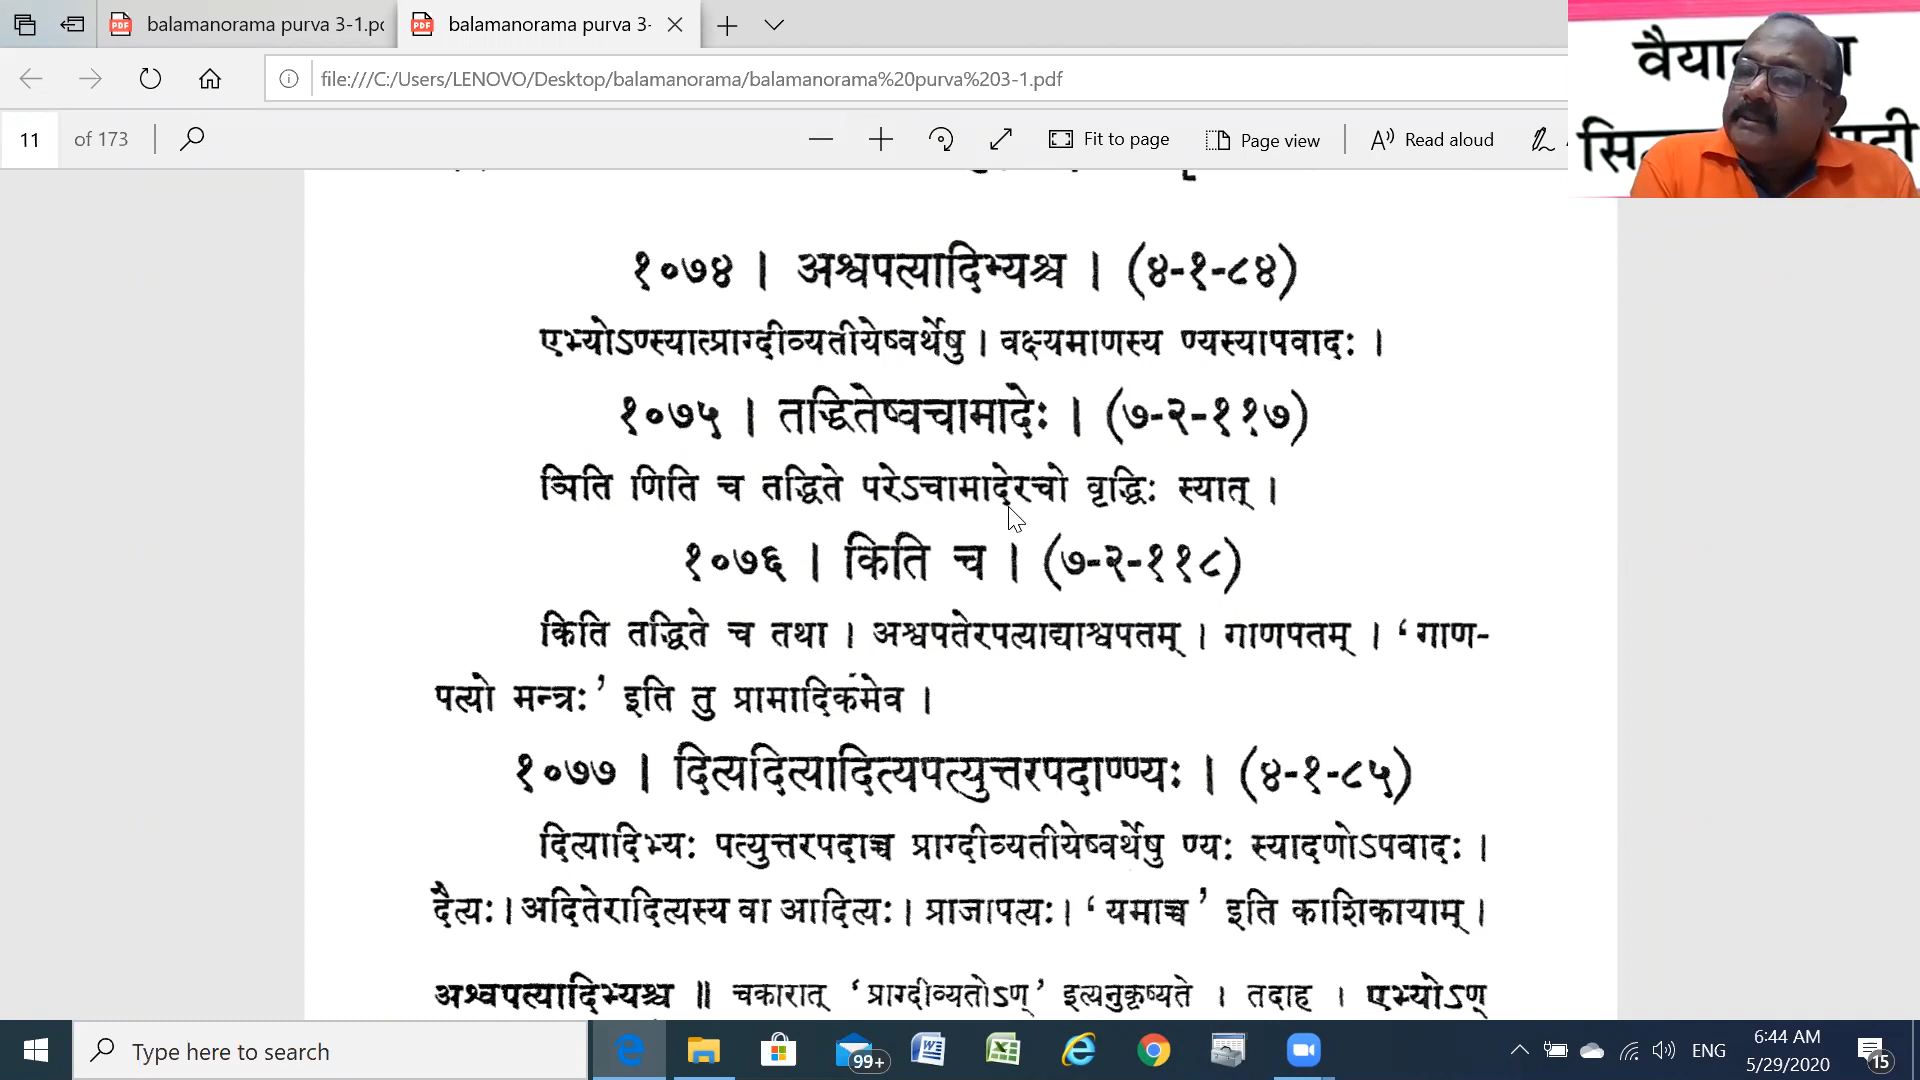 balamanorama purva 3-1.pd
balamanorama purva 3-
file:///C:/Users/LENOVO/Desktop/balamanorama/balamanorama%20purva%203-1.pdf
11 of 173
Fit to page
Page view
Read aloud
१०७४ । अश्वपत्यादिभ्यश्च । (४-१-८४)
एभ्योऽण्स्यात्प्राग्दीव्यतीयेष्वर्थेषु । वक्ष्यमाणस्य ण्यस्यापवादः ।
१०७५ । तद्धितेष्वचामादेः । (७-२-११७)
ञिति णिति च तद्धिते परेऽचामादेरचो वृद्धिः स्यात् ।
१०७६ । किति च । (७-२-११८)
किति तद्धिते च तथा । अश्वपतेरपत्याद्याश्वपतम् । गाणपतम् । ‘ गाण-
पत्यो मन्त्रः ’ इति तु प्रामादिकमेव ।
१०७७ । दित्यदित्यादित्यपत्युत्तरपदाण्ण्यः । (४-१-८५)
दित्यादिभ्यः पत्युत्तरपदाच्च प्राग्दीव्यतीयेष्वर्थेषु ण्यः स्यादणोऽपवादः ।
दैत्यः । अदितेरादित्यस्य वा आदित्यः । प्राजापत्यः । ‘ यमाच्च ’ इति काशिकायाम् ।
अश्वपत्यादिभ्यश्च ॥ चकारात् ‘ प्राग्दीव्यतोऽण् ’ इत्यनुकृष्यते । तदाह । एभ्योऽण्
Type here to search
99+
ENG
6:44 AM
5/29/2020
15